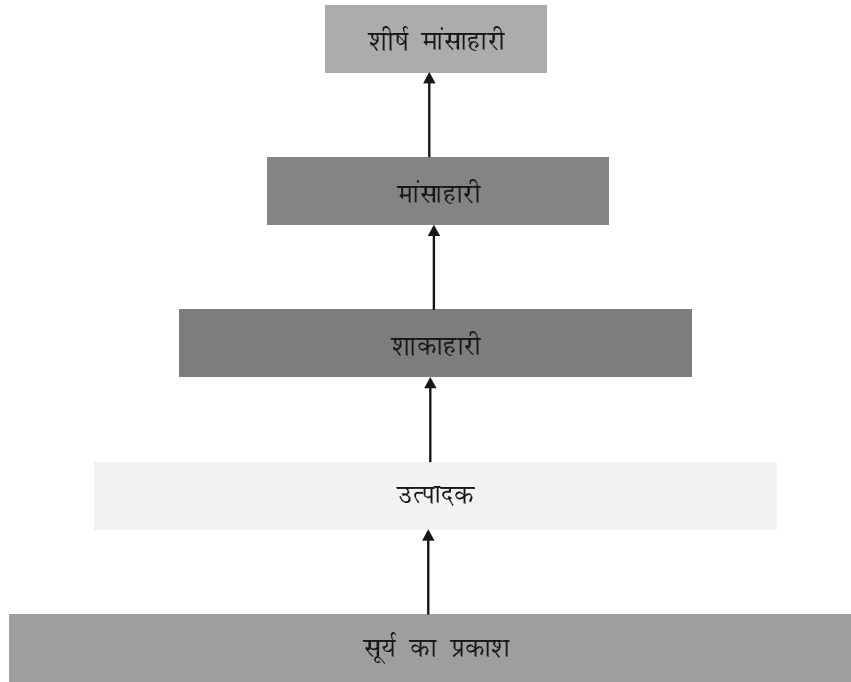 शीर्ष मांसाहारी
मांसाहारी
शाकाहारी
उत्पादक
सूर्य का प्रकाश